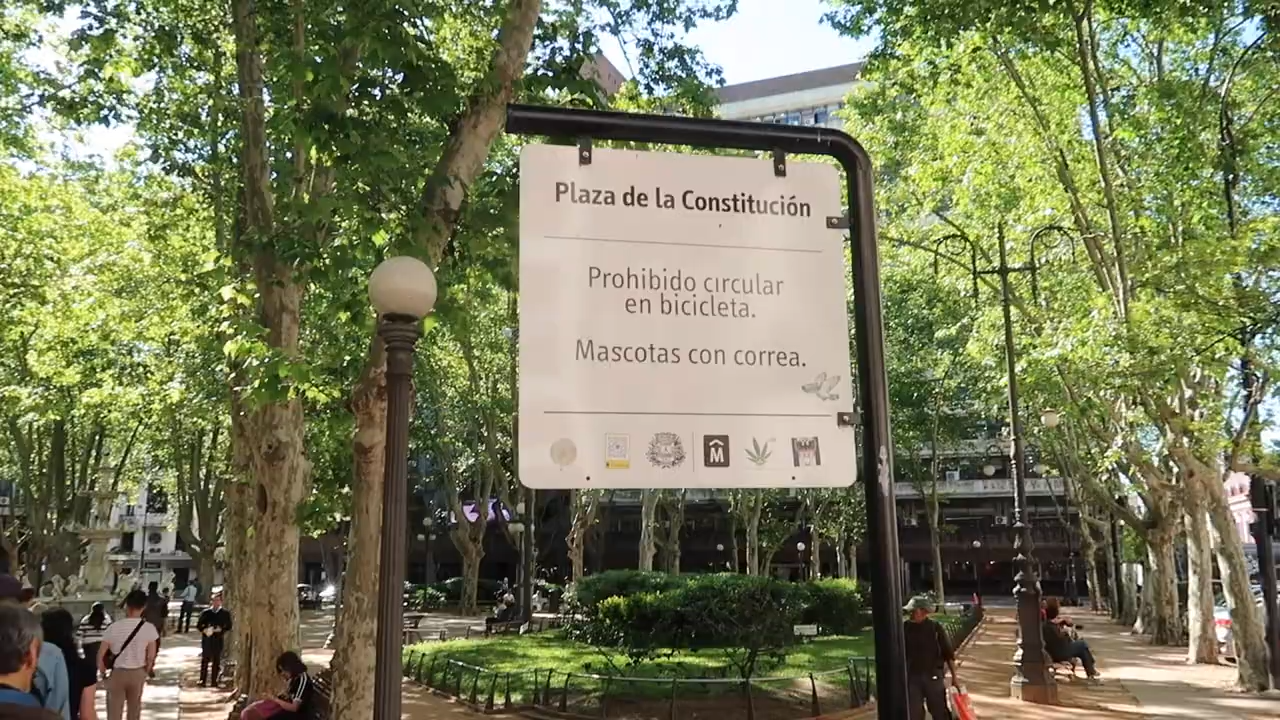 Plaza de la Constitución
Prohibido circular
en bicicleta.
Mascotas con correa.
M